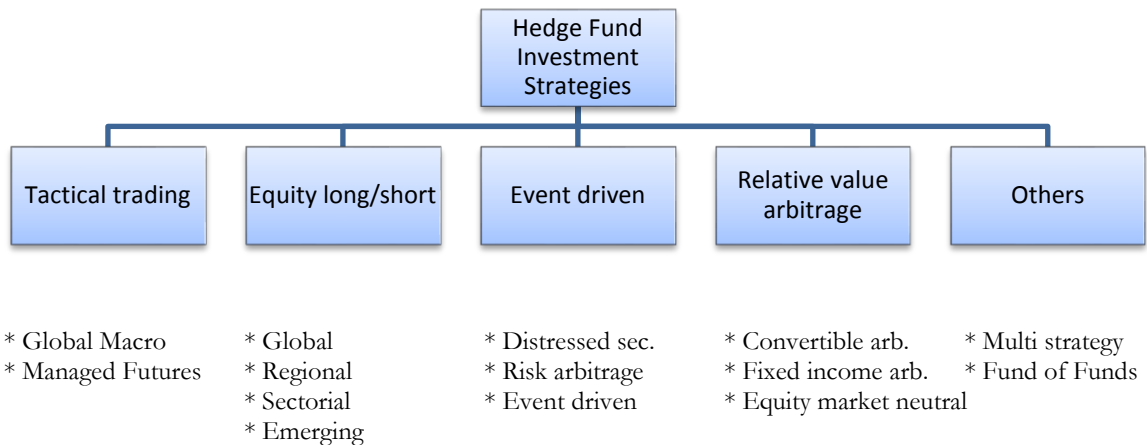 Hedge Fund
Investment
Strategies
Tactical trading
Equity long/short
Event driven
Relative value
arbitrage
Others
* Global Macro
* Managed Futures
* Global
* Regional
* Sectorial
* Emerging
* Distressed sec.
* Risk arbitrage
* Event driven
* Convertible arb.
* Fixed income arb.
* Equity market neutral
* Multi strategy
* Fund of Funds